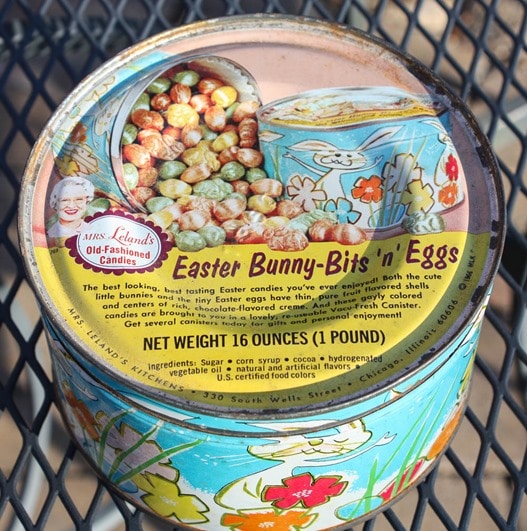 MRS. Leland's
Old-Fashioned
Candies
Easter Bunny-Bits 'n' Eggs
The best looking, best tasting Easter candies you've ever enjoyed! Both the cute
little bunnies and the tiny Easter eggs have thin, pure fruit flavored shells
and centers of rich, chocolate-flavored creme. And these gayly colored
candies are brought to you in a lovely, re-useable Vacu-Fresh Canister.
Get several canisters today for gifts and personal enjoyment!
NET WEIGHT 16 OUNCES (1 POUND)
ingredients: Sugar • corn syrup • cocoa • hydrogenated
vegetable oil • natural and artificial flavors •
U.S. certified food colors
MRS. LELAND'S KITCHENS • 330 South Wells Street • Chicago, Illinois 60606